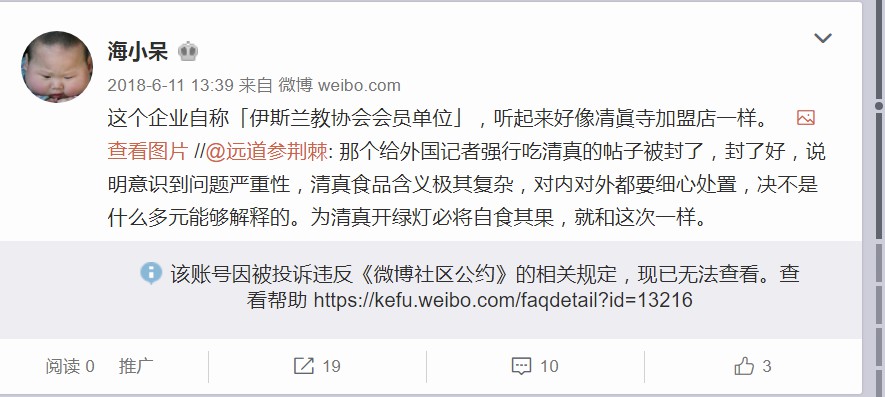 海小呆
2018-6-11 13:39 来自 微博 weibo.com
这个企业自称「伊斯兰教协会会员单位」，听起来好像凊眞寺加盟店一样。
查看图片 //@远道参荆棘: 那个给外国记者强行吃清真的帖子被封了，封了好，说
明意识到问题严重性，清真食品含义极其复杂，对内对外都要细心处置，决不是
什么多元能够解释的。为清真开绿灯必将自食其果，就和这次一样。
该账号因被投诉违反《微博社区公约》的相关规定，现已无法查看。查
看帮助 https://kefu.weibo.com/faqdetail?id=13216
阅读 0 推广 19 10 3